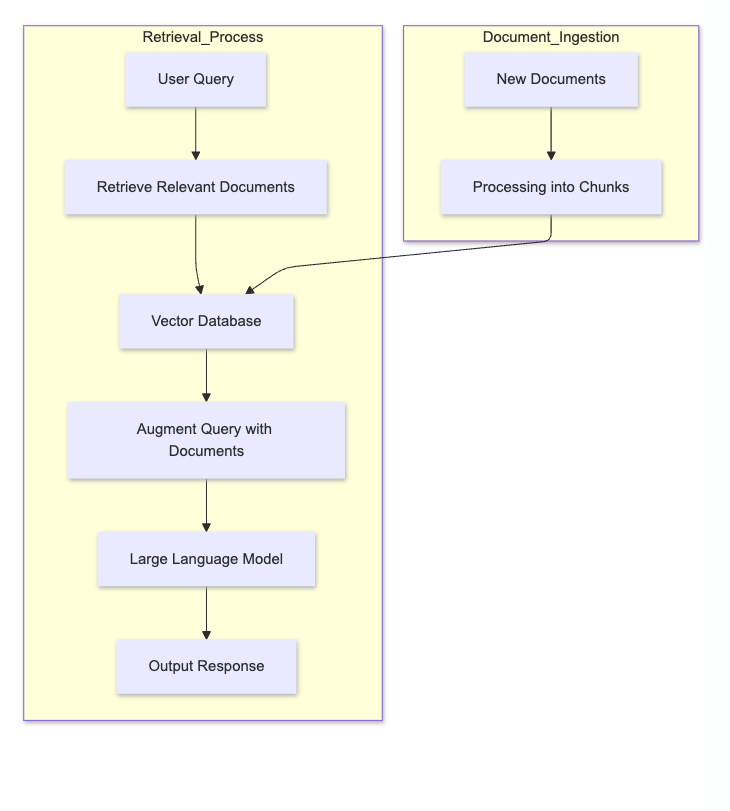 Retrieval_Process
User Query
Retrieve Relevant Documents
Vector Database
Augment Query with
Documents
Large Language Model
Output Response
Document_Ingestion
New Documents
Processing into Chunks